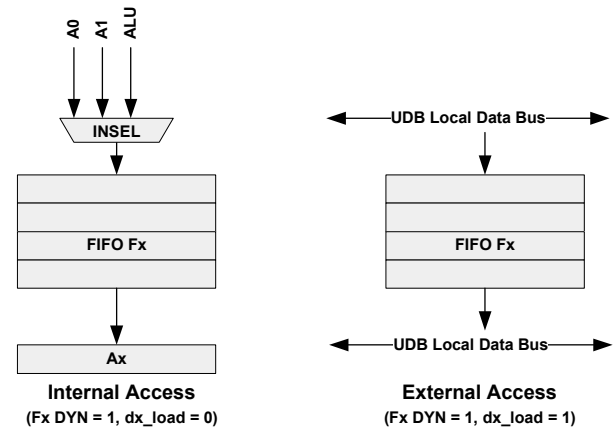 A0
A1
ALU
INSEL
FIFO Fx
Ax
Internal Access
(Fx DYN = 1, dx_load = 0)
UDB Local Data Bus
FIFO Fx
UDB Local Data Bus
External Access
(Fx DYN = 1, dx_load = 1)